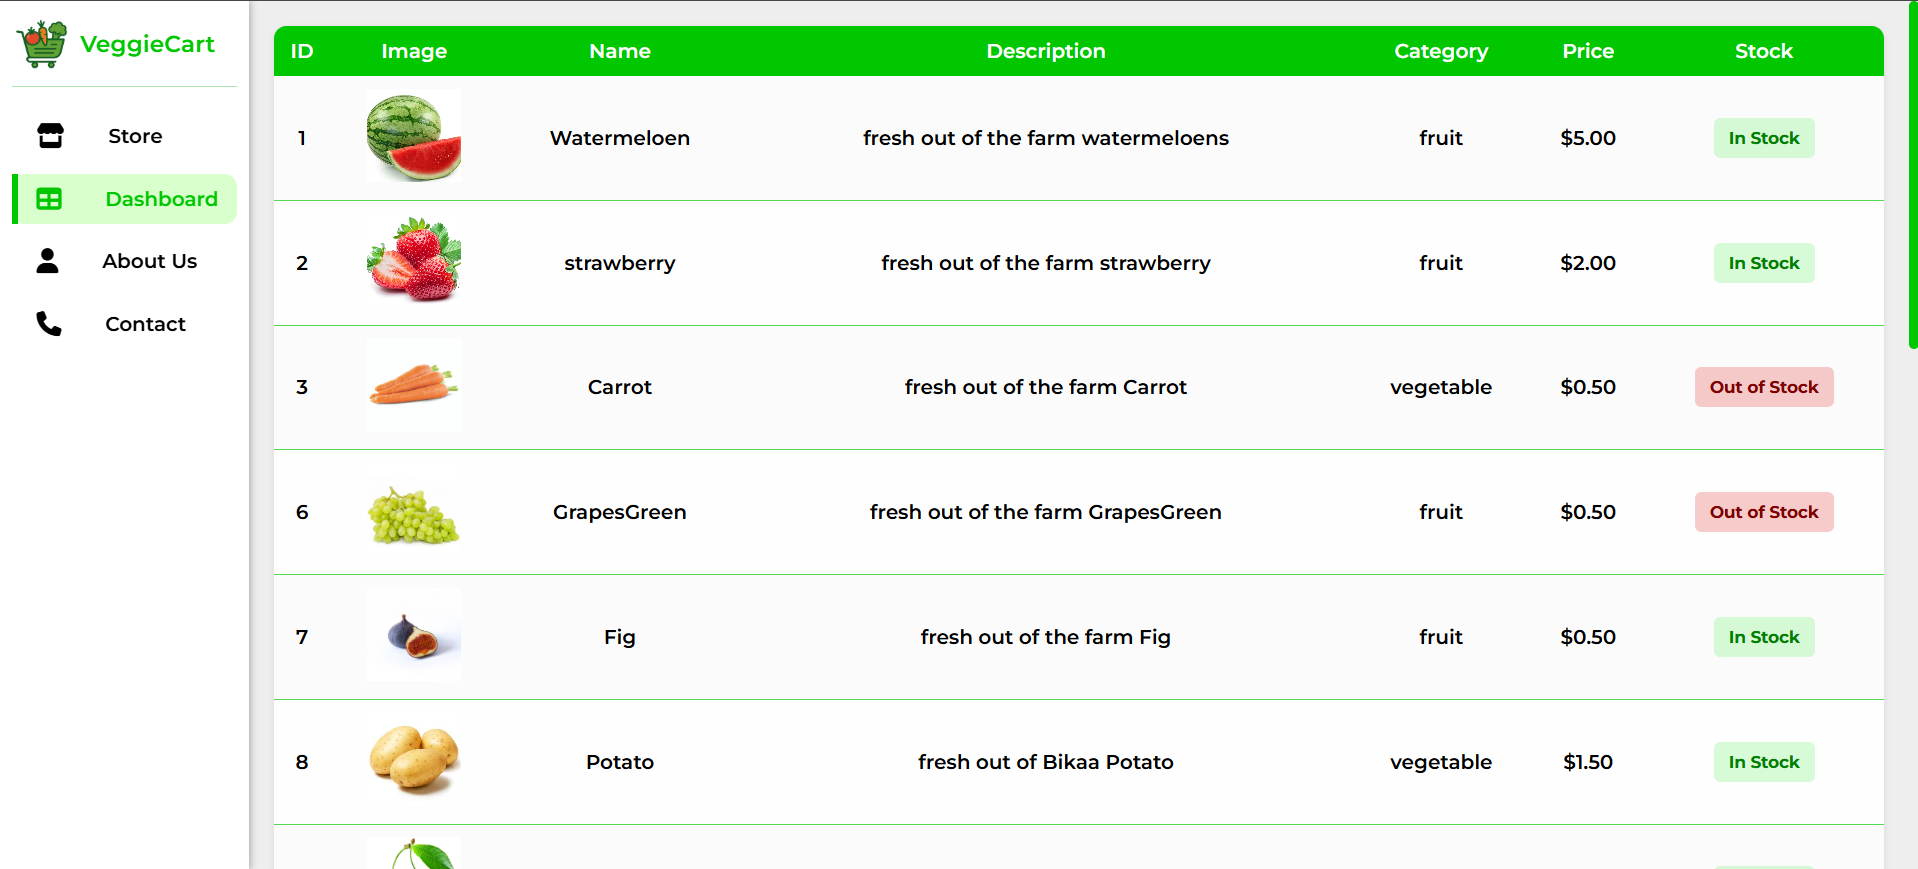 VeggieCart
Store
Dashboard
About Us
Contact
ID Image Name Description Category Price Stock
1 Watermeloen fresh out of the farm watermeloens fruit $5.00 In Stock
2 strawberry fresh out of the farm strawberry fruit $2.00 In Stock
3 Carrot fresh out of the farm Carrot vegetable $0.50 Out of Stock
6 GrapesGreen fresh out of the farm GrapesGreen fruit $0.50 Out of Stock
7 Fig fresh out of the farm Fig fruit $0.50 In Stock
8 Potato fresh out of Bikaa Potato vegetable $1.50 In Stock